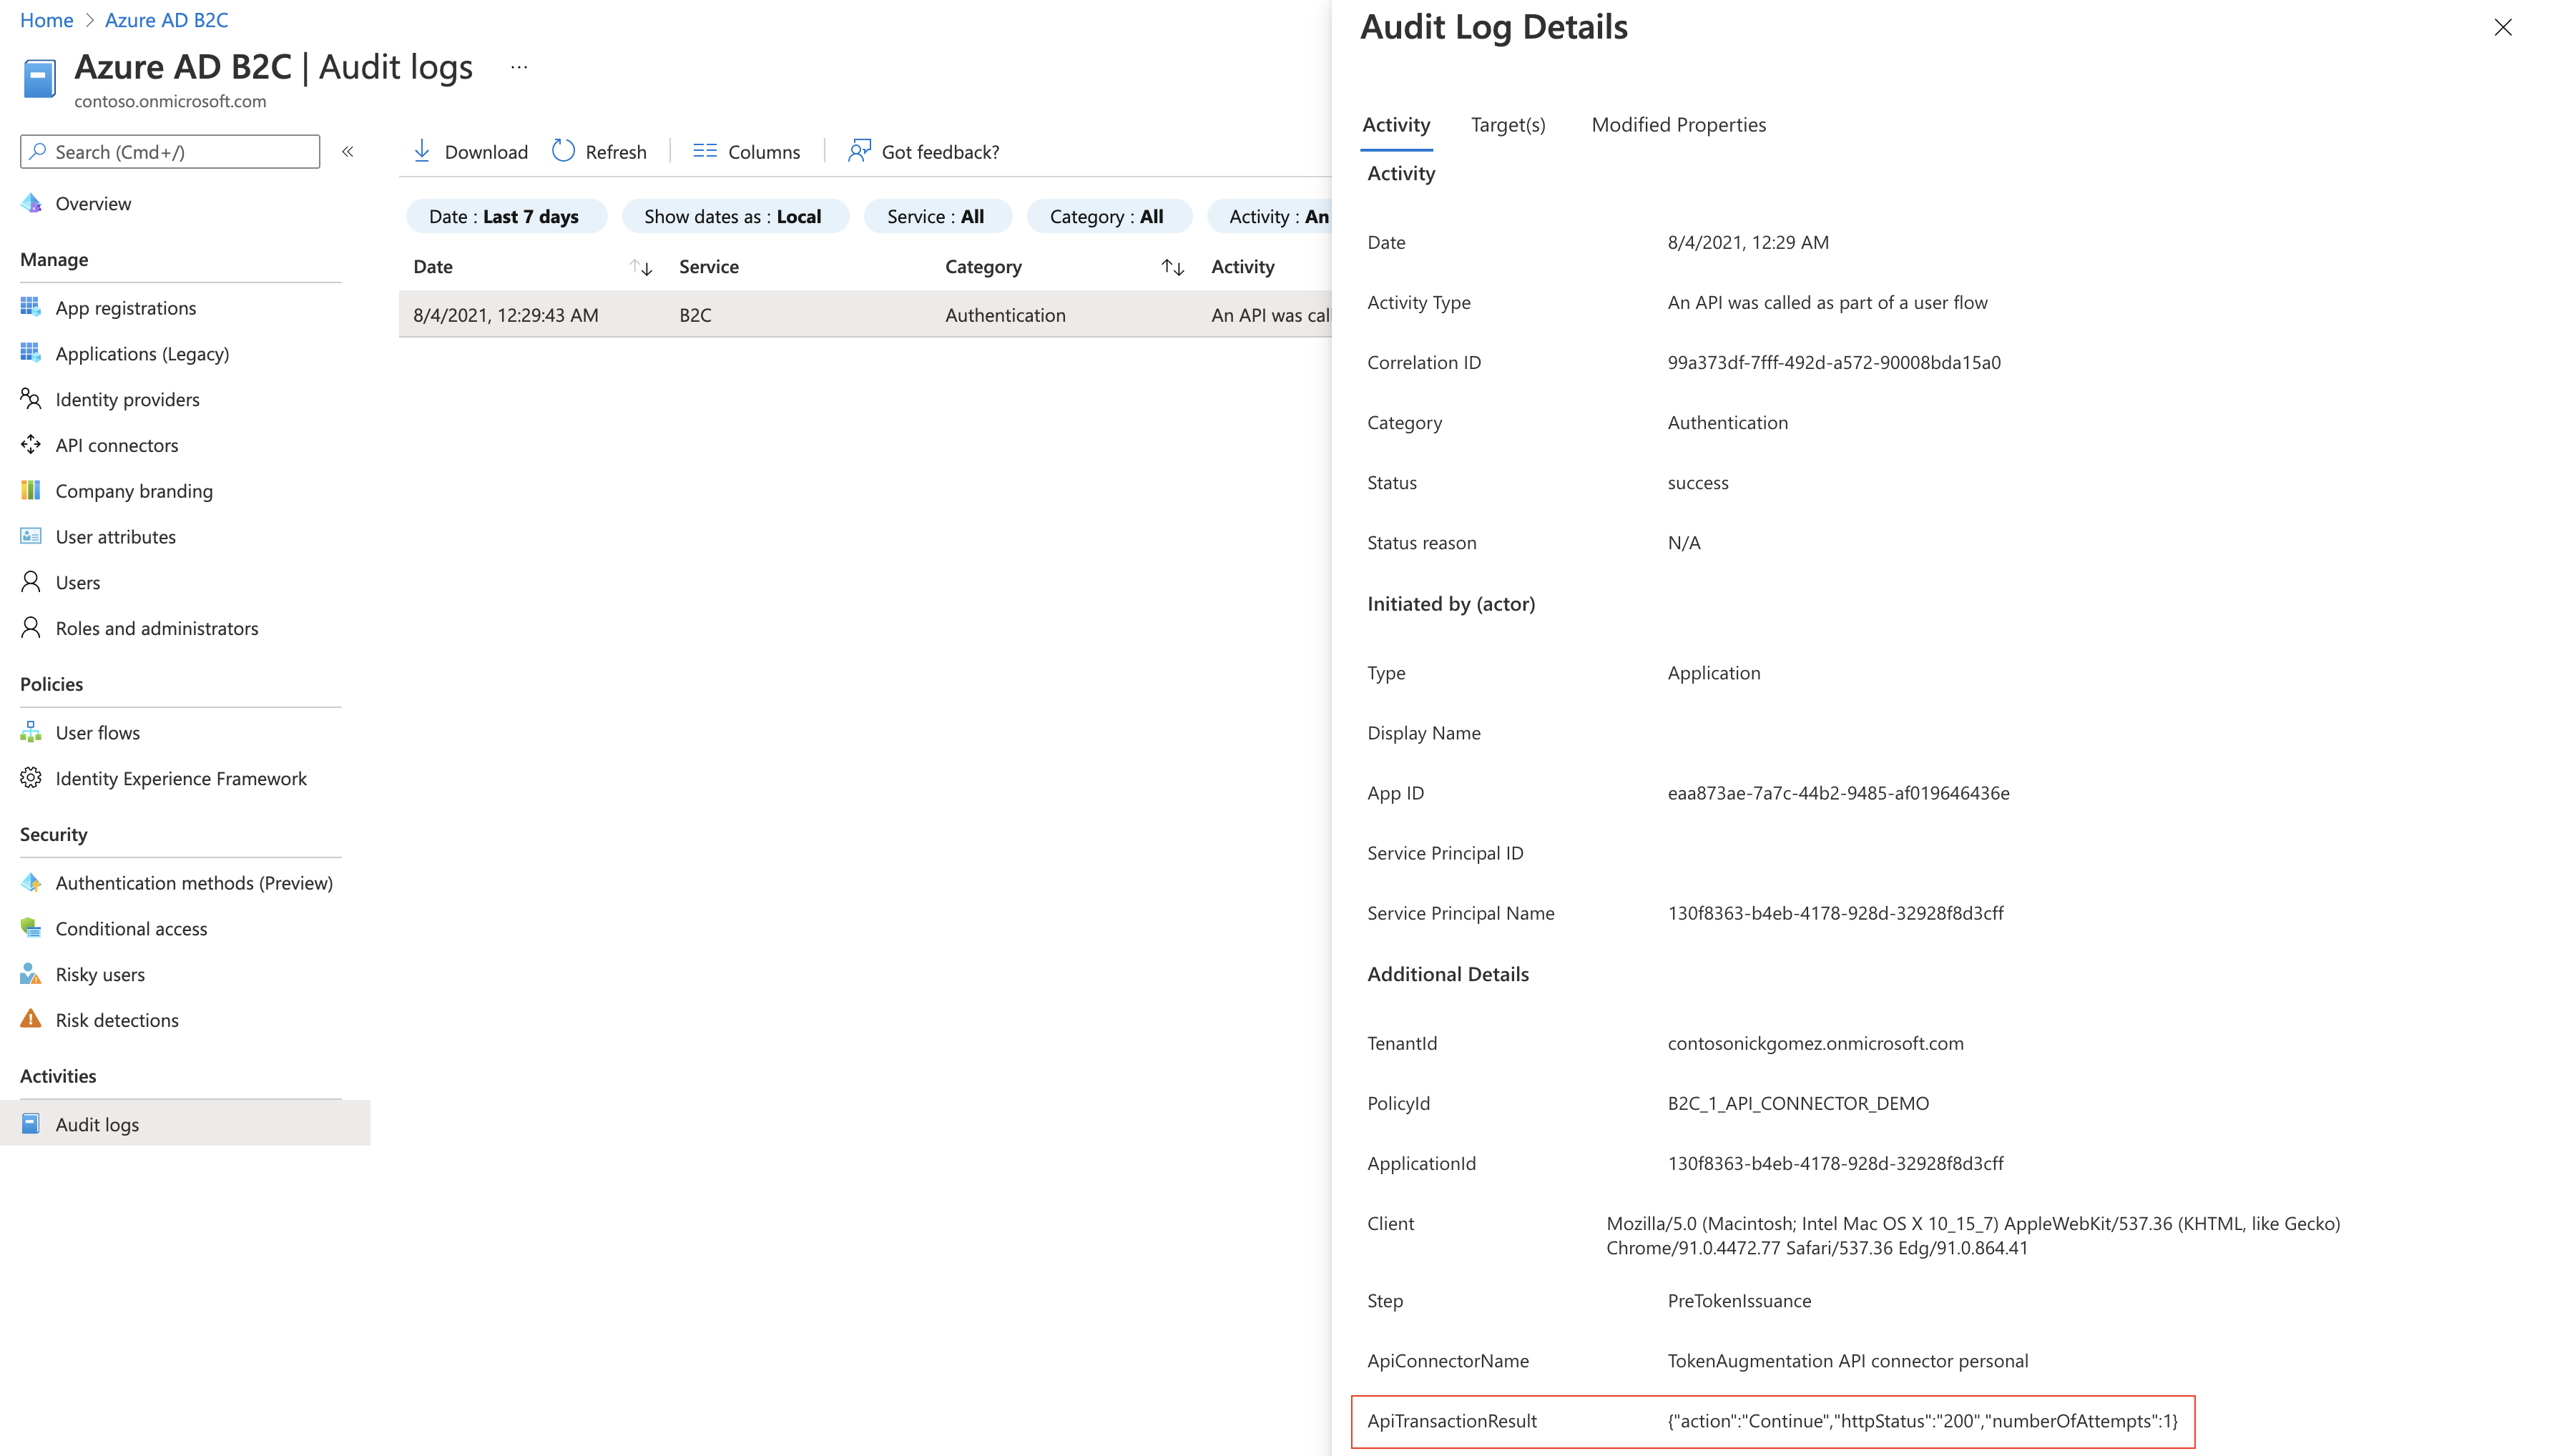 Home > Azure AD B2C
Azure AD B2C | Audit logs ...
contoso.onmicrosoft.com
Search (Cmd+/) «
Overview
Manage
App registrations
Applications (Legacy)
Identity providers
API connectors
Company branding
User attributes
Users
Roles and administrators
Policies
User flows
Identity Experience Framework
Security
Authentication methods (Preview)
Conditional access
Risky users
Risk detections
Activities
Audit logs
Download Refresh Columns Got feedback?
Date : Last 7 days Show dates as : Local Service : All Category : All Activity : An
Date Service Category Activity
8/4/2021, 12:29:43 AM B2C Authentication An API was cal
Audit Log Details
Activity Target(s) Modified Properties
Activity
Date 8/4/2021, 12:29 AM
Activity Type An API was called as part of a user flow
Correlation ID 99a373df-7fff-492d-a572-90008bda15a0
Category Authentication
Status success
Status reason N/A
Initiated by (actor)
Type Application
Display Name
App ID eaa873ae-7a7c-44b2-9485-af019646436e
Service Principal ID
Service Principal Name 130f8363-b4eb-4178-928d-32928f8d3cff
Additional Details
TenantId contosonickgomez.onmicrosoft.com
PolicyId B2C_1_API_CONNECTOR_DEMO
ApplicationId 130f8363-b4eb-4178-928d-32928f8d3cff
Client Mozilla/5.0 (Macintosh; Intel Mac OS X 10_15_7) AppleWebKit/537.36 (KHTML, like Gecko)
Chrome/91.0.4472.77 Safari/537.36 Edg/91.0.864.41
Step PreTokenIssuance
ApiConnectorName TokenAugmentation API connector personal
ApiTransactionResult {"action":"Continue","httpStatus":"200","numberOfAttempts":1}